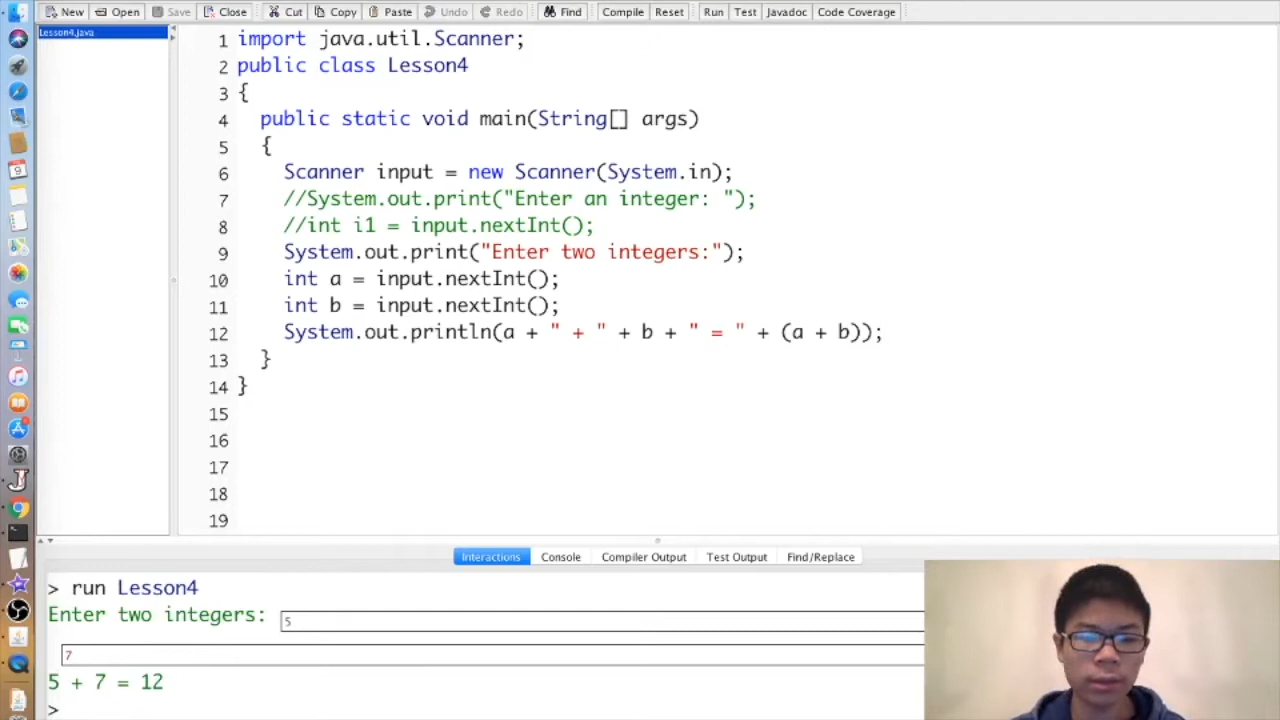 New Open Save Close Cut Copy Paste Undo Redo Find Compile Reset Run Test Javadoc Code Coverage
Lesson4.java
1 import java.util.Scanner;
2 public class Lesson4
3 {
4 public static void main(String[] args)
5 {
6 Scanner input = new Scanner(System.in);
7 //System.out.print("Enter an integer: ");
8 //int i1 = input.nextInt();
9 System.out.print("Enter two integers:");
10 int a = input.nextInt();
11 int b = input.nextInt();
12 System.out.println(a + " + " + b + " = " + (a + b));
13 }
14 }
15
16
17
18
19
Interactions Console Compiler Output Test Output Find/Replace
> run Lesson4
Enter two integers: 5
7
5 + 7 = 12
>